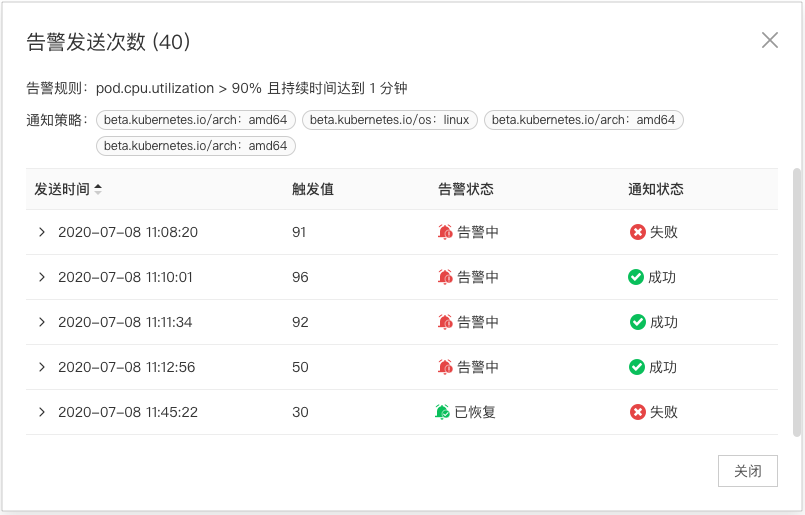 告警发送次数 (40)
告警规则：pod.cpu.utilization > 90% 且持续时间达到 1 分钟
通知策略：beta.kubernetes.io/arch：amd64 beta.kubernetes.io/os：linux beta.kubernetes.io/arch：amd64
beta.kubernetes.io/arch：amd64
发送时间 触发值 告警状态 通知状态
2020-07-08 11:08:20 91 告警中 失败
2020-07-08 11:10:01 96 告警中 成功
2020-07-08 11:11:34 92 告警中 成功
2020-07-08 11:12:56 50 告警中 成功
2020-07-08 11:45:22 30 已恢复 失败
关闭